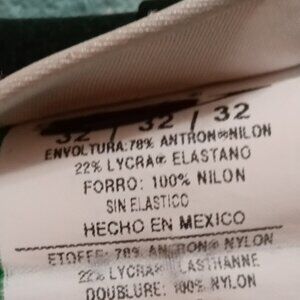 32 / 32 / 32
ENVOLTURA: 78% ANTRON® NILON
22% LYCRA® ELASTANO
FORRO: 100% NILON
SIN ELASTICO
HECHO EN MEXICO
ETOFFE: 78% ANTRON® NYLON
22% LYCRA® ELASTHANNE
DOUBLURE: 100% NYLON